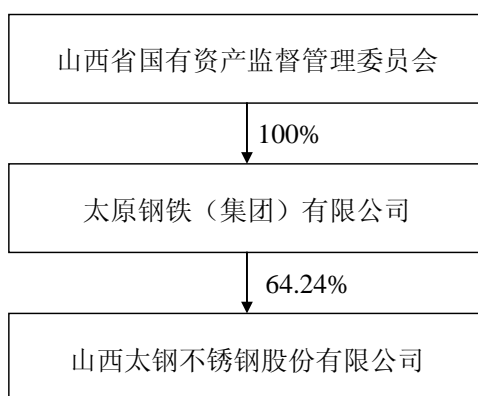 山西省国有资产监督管理委员会
100%
太原钢铁（集团）有限公司
64.24%
山西太钢不锈钢股份有限公司